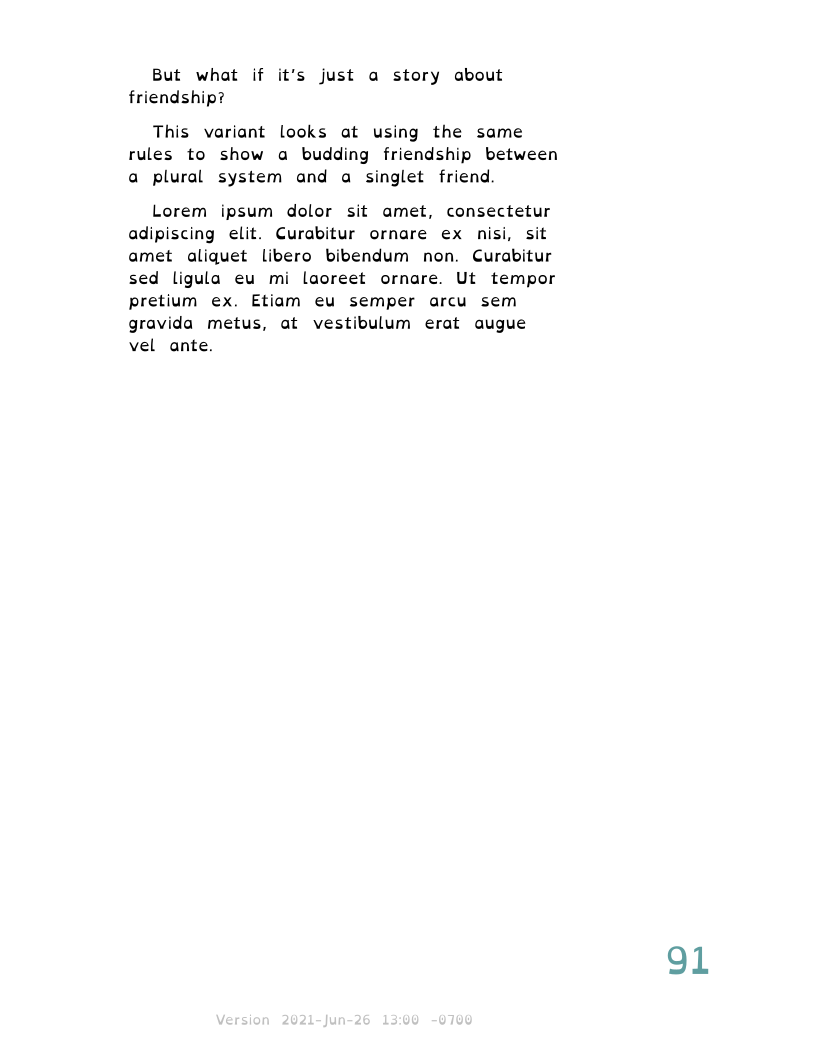 But what if it's just a story about
friendship?
This variant looks at using the same
rules to show a budding friendship between
a plural system and a singlet friend.
Lorem ipsum dolor sit amet, consectetur
adipiscing elit. Curabitur ornare ex nisi, sit
amet aliquet libero bibendum non. Curabitur
sed ligula eu mi laoreet ornare. Ut tempor
pretium ex. Etiam eu semper arcu sem
gravida metus, at vestibulum erat augue
vel ante.
91
Version 2021-Jun-26 13:00 -0700